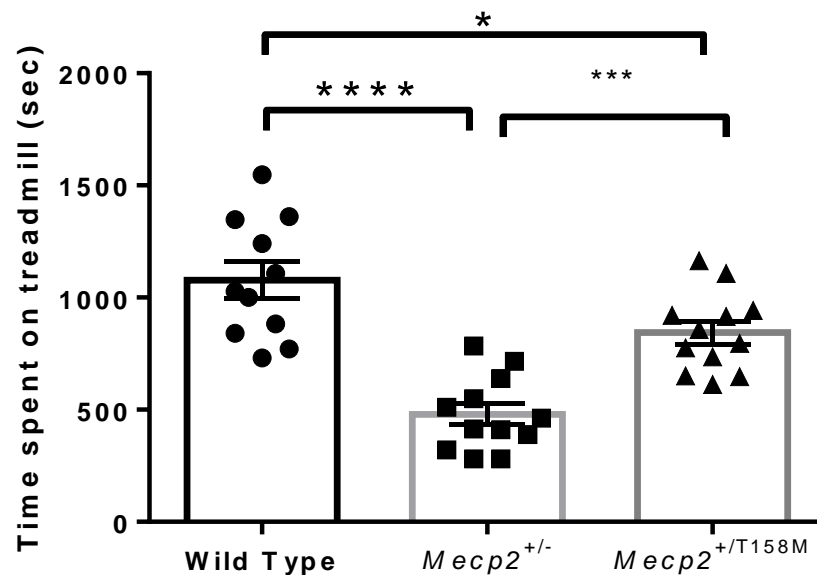 *
****
***
Time spent on treadmill (sec)
2000
1500
1000
500
0
Wild Type
Mecp2+/-
Mecp2+/T158M